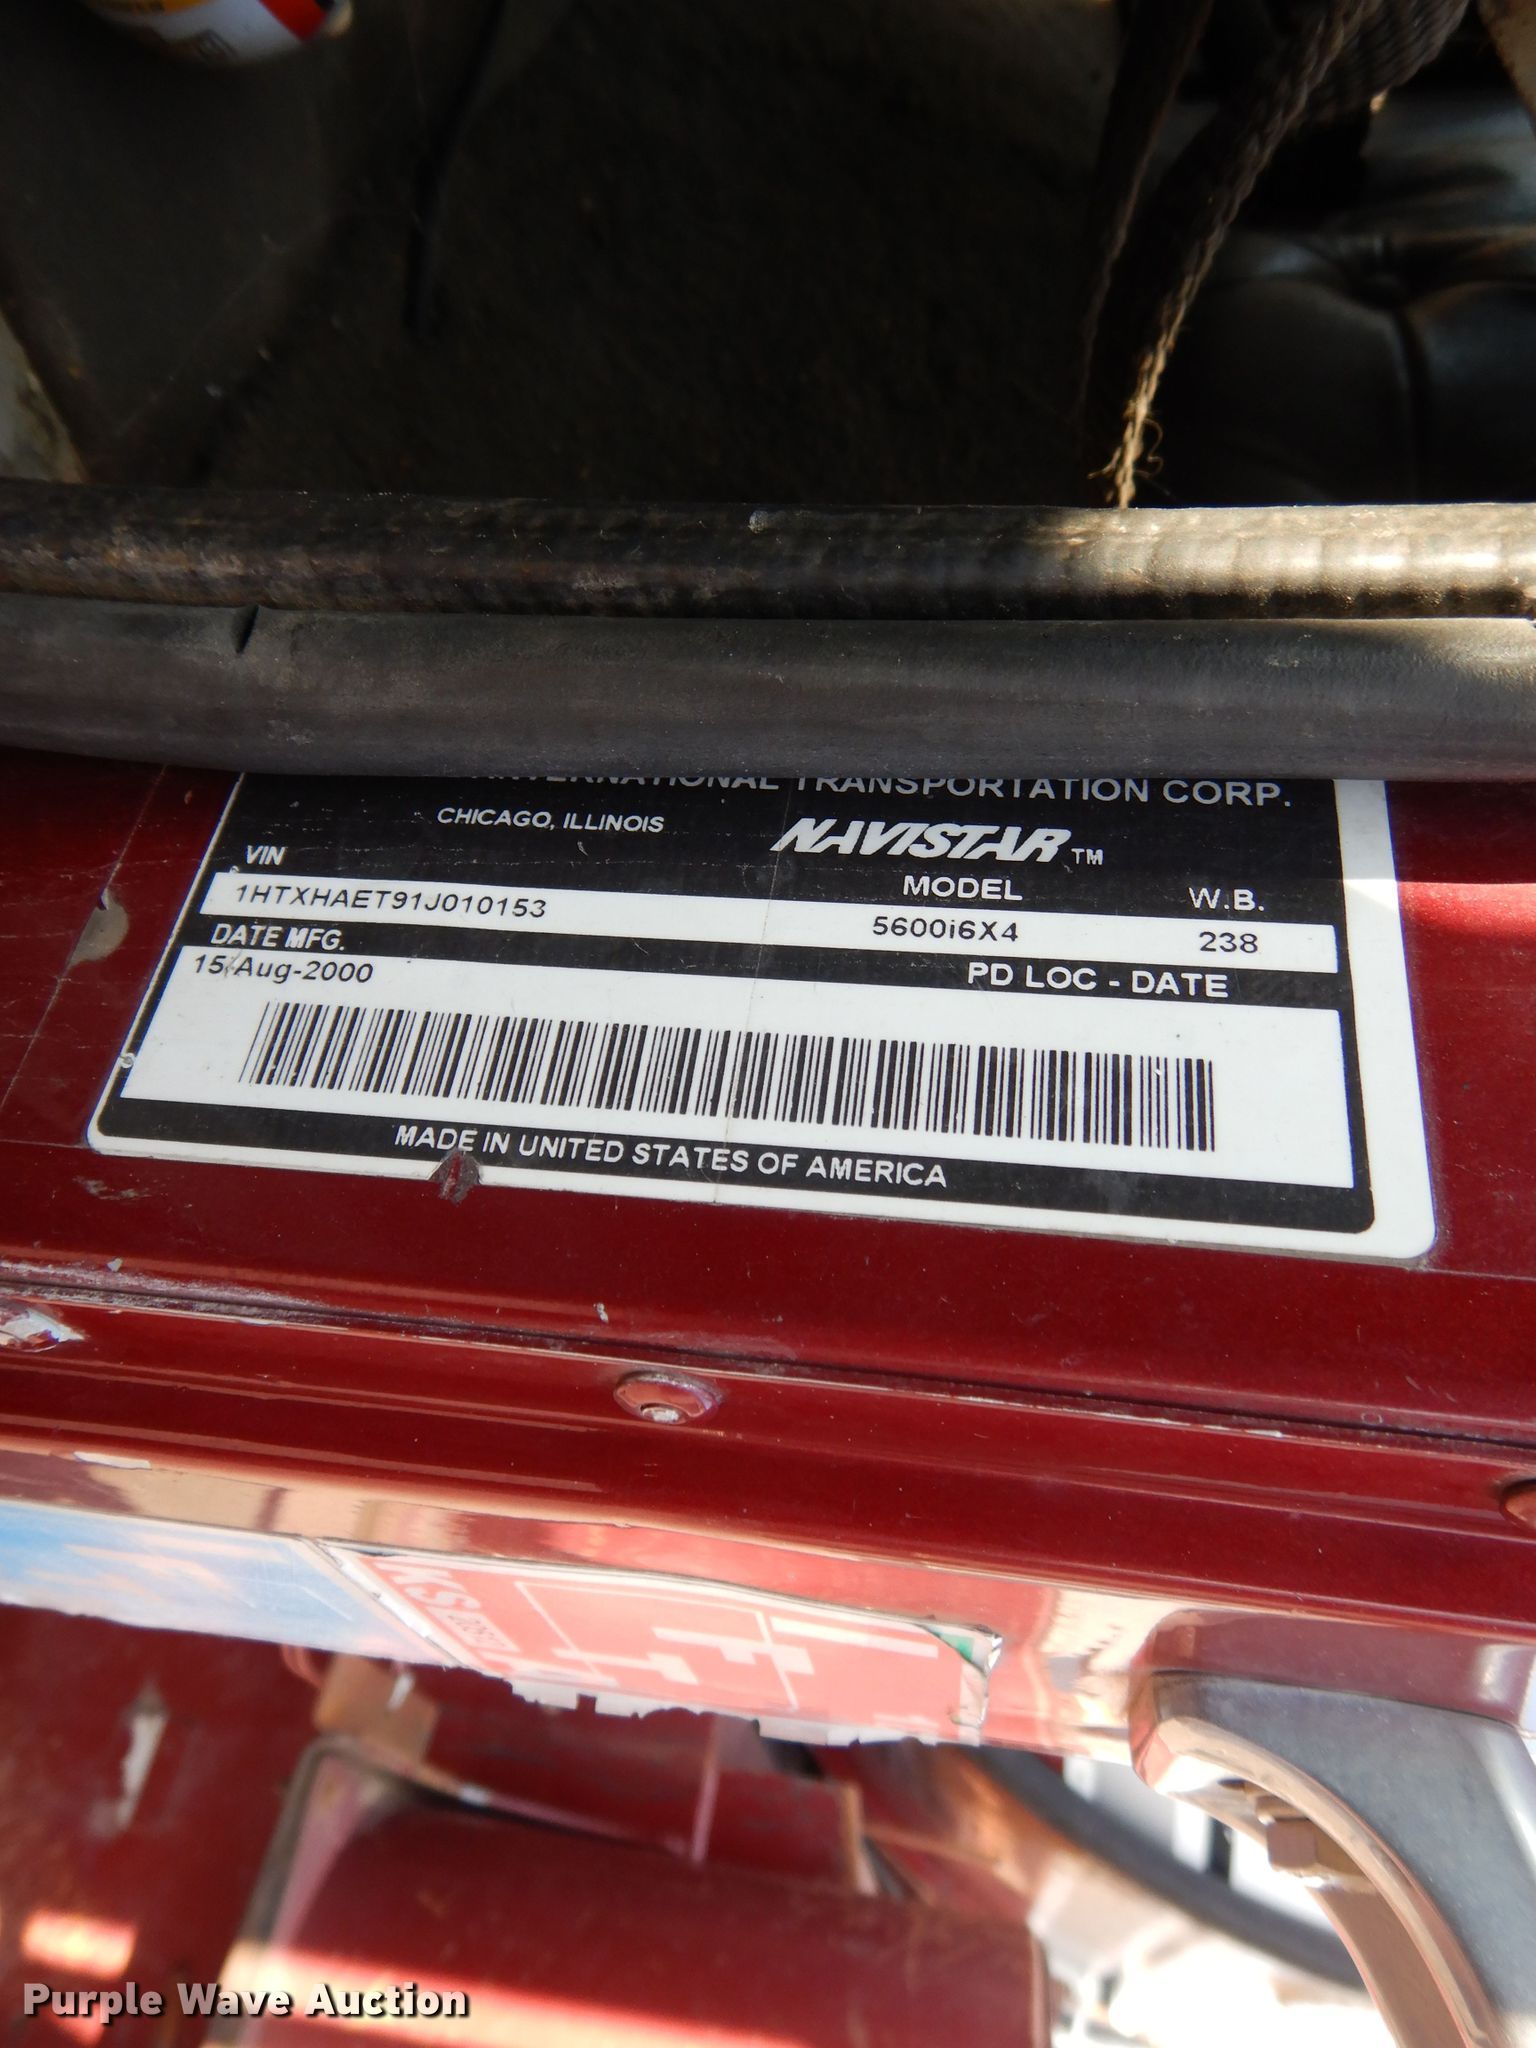 INTERNATIONAL TRANSPORTATION CORP.
CHICAGO, ILLINOIS
NAVISTAR™
VIN
MODEL
W.B.
1HTXHAET91J010153
5600i6X4
238
DATE MFG.
PD LOC - DATE
15-Aug-2000
MADE IN UNITED STATES OF AMERICA
KS
Purple Wave Auction